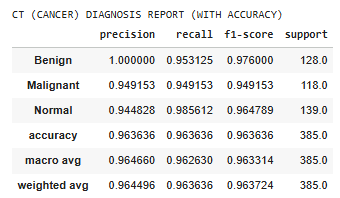 CT (CANCER) DIAGNOSIS REPORT (WITH ACCURACY)
precision recall f1-score support
Benign 1.000000 0.953125 0.976000 128.0
Malignant 0.949153 0.949153 0.949153 118.0
Normal 0.944828 0.985612 0.964789 139.0
accuracy 0.963636 0.963636 0.963636 385.0
macro avg 0.964660 0.962630 0.963314 385.0
weighted avg 0.964496 0.963636 0.963724 385.0